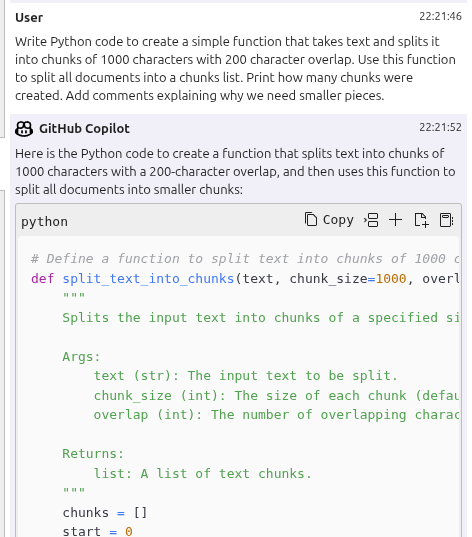 User
22:21:46
Write Python code to create a simple function that takes text and splits it
into chunks of 1000 characters with 200 character overlap. Use this function
to split all documents into a chunks list. Print how many chunks were
created. Add comments explaining why we need smaller pieces.
GitHub Copilot
22:21:52
Here is the Python code to create a function that splits text into chunks of
1000 characters with a 200-character overlap, and then uses this function to
split all documents into smaller chunks:
python
Copy
# Define a function to split text into chunks of 1000 c
def split_text_into_chunks(text, chunk_size=1000, overl
    """
    Splits the input text into chunks of a specified si

    Args:
        text (str): The input text to be split.
        chunk_size (int): The size of each chunk (defau
        overlap (int): The number of overlapping charac

    Returns:
        list: A list of text chunks.
    """
    chunks = []
    start = 0